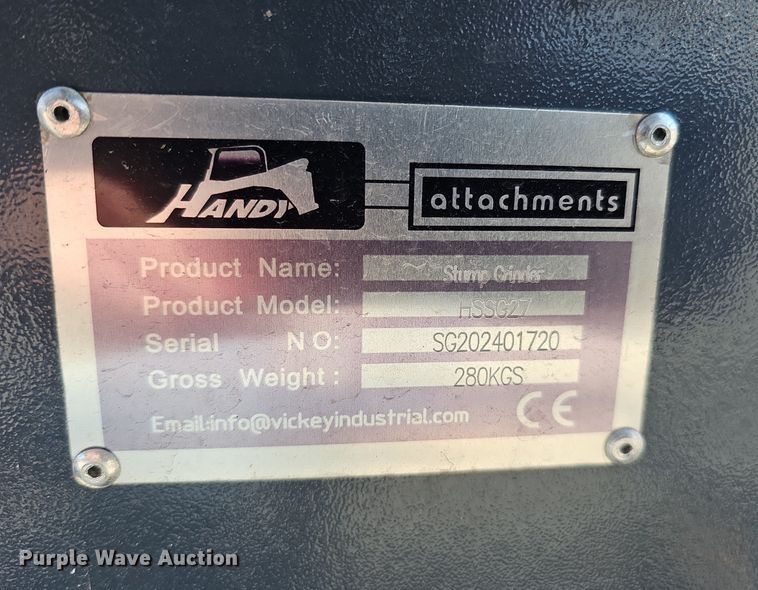 HANDY attachments
Product Name: Stump Grinder
Product Model: HSSG27
Serial NO: SG202401720
Gross Weight: 280KGS
Email:info@vickeyindustrial.com CE
Purple Wave Auction